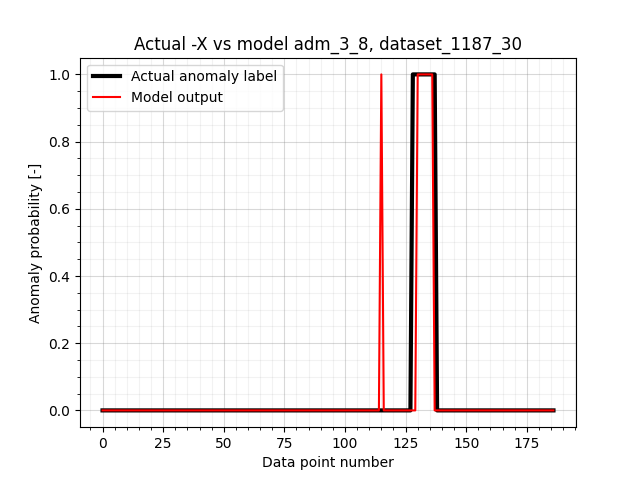 Actual -X vs model adm_3_8, dataset_1187_30
Actual anomaly label
Model output
1.0
0.8
0.6
0.4
0.2
0.0
Anomaly probability [-]
0 25 50 75 100 125 150 175
Data point number